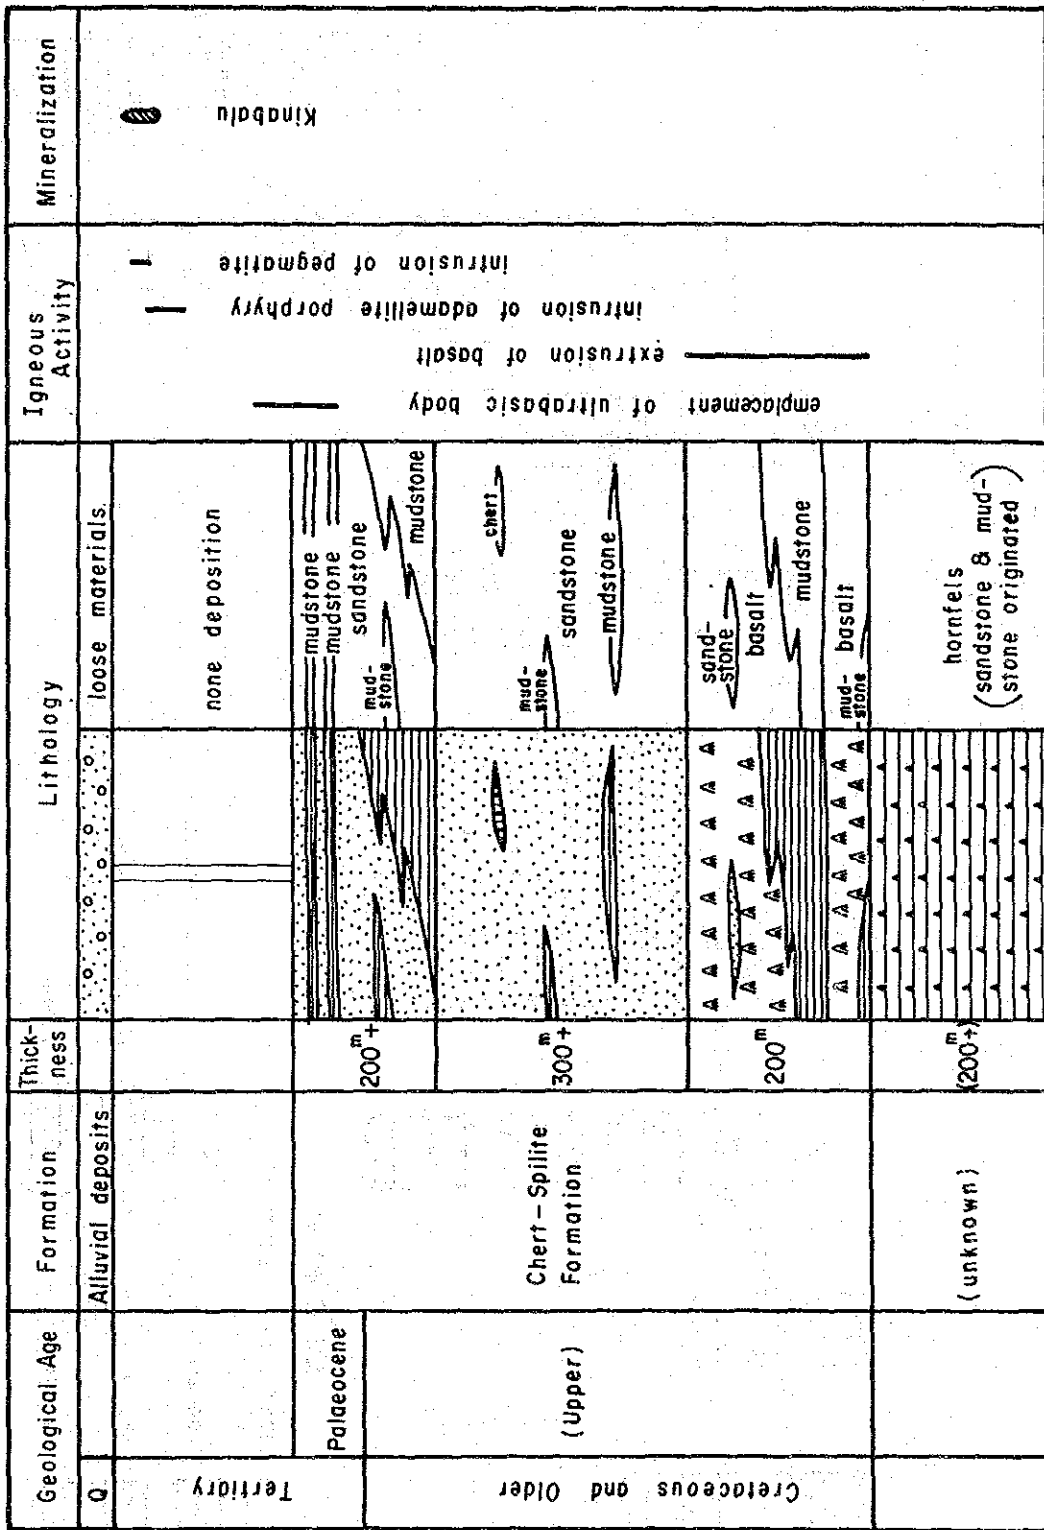 Geological Age
Formation
Thick-
ness
Lithology
Igneous
Activity
Mineralization
Q
Alluvial deposits
loose materials
Tertiary
none deposition
Kinabalu
intrusion of pegmatite
intrusion of adamellite porphyry
extrusion of basalt
emplacement of ultrabasic body
Palaeocene
200m+
mudstone
mudstone
sandstone
mud-
stone
mudstone
Cretaceous and Older
(Upper)
Chert-Spilite
Formation
300m+
chert
mud-
stone
sandstone
mudstone
200m
sand-
stone
basalt
mudstone
mud-
stone
basalt
(unknown)
(200m+)
hornfels
(sandstone & mud-)
(stone originated)